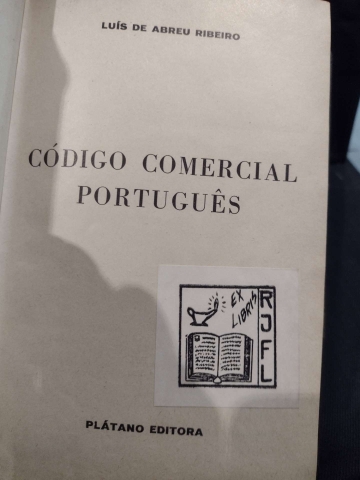 LUÍS DE ABREU RIBEIRO
CÓDIGO COMERCIAL
PORTUGUÊS
EX
LIBRIS
RJFL
PLÁTANO EDITORA